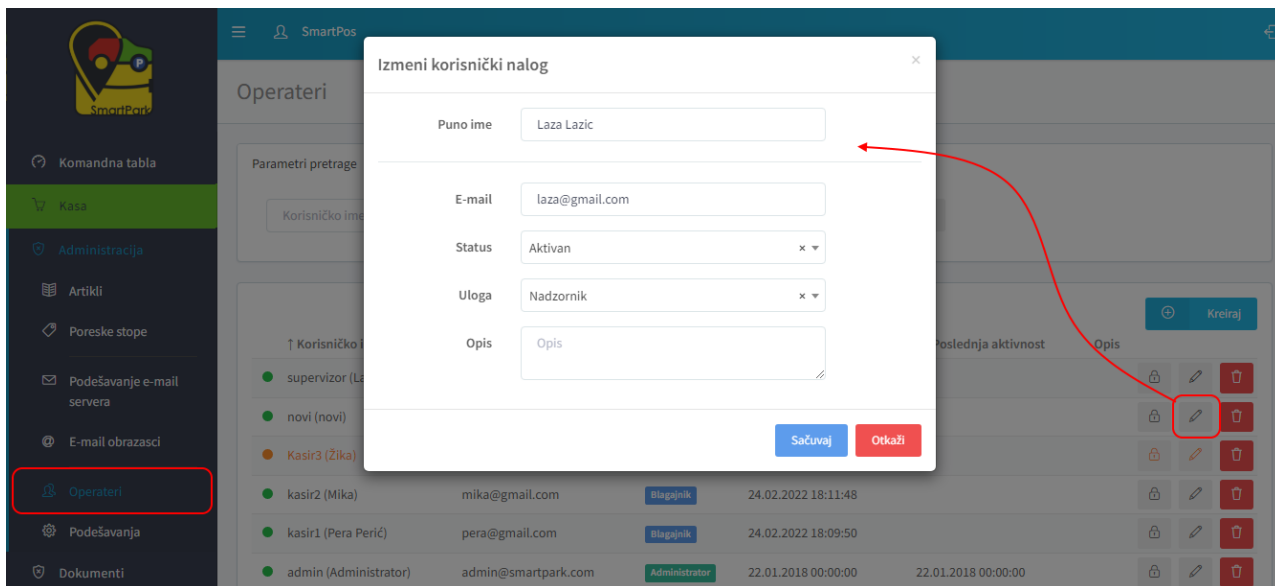 SmartPark
P
SmartPos
Operateri
Izmeni korisnički nalog
×
Puno ime
Laza Lazic
E-mail
laza@gmail.com
Status
Aktivan
×
Uloga
Nadzornik
×
Opis
Opis
Sačuvaj
Otkaži
Komandna tabla
Kasa
Administracija
Artikli
Poreske stope
Podešavanje e-mail
servera
E-mail obrazasci
Operateri
Podešavanja
Dokumenti
Parametri pretrage
Korisničko ime
Kreiraj
↑ Korisničko
Poslednja aktivnost
Opis
supervizor
novi (novi)
Kasir3 (Žika)
kasir2 (Mika) mika@gmail.com Blagajnik 24.02.2022 18:11:48
kasir1 (Pera Perić) pera@gmail.com Blagajnik 24.02.2022 18:09:50
admin (Administrator) admin@smartpark.com Administrator 22.01.2018 00:00:00 22.01.2018 00:00:00